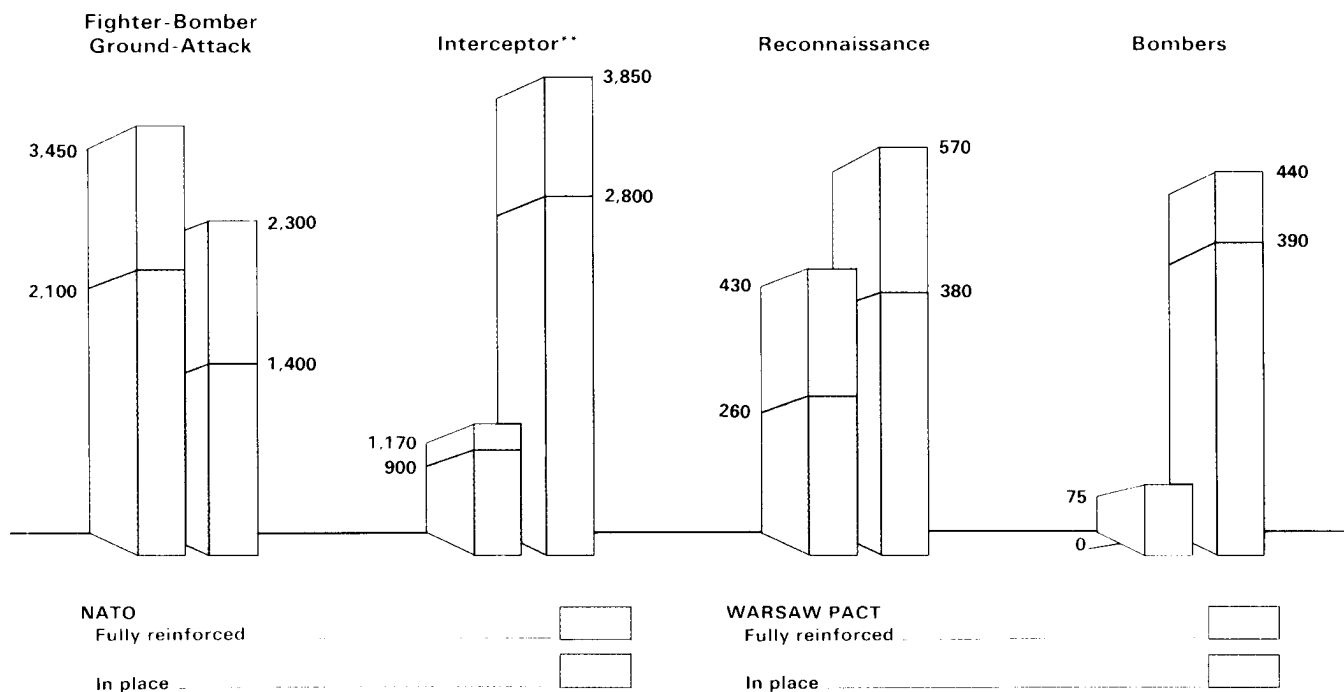 Fighter-Bomber
Ground-Attack
Interceptor**
Reconnaissance
Bombers
3,450
2,100
2,300
1,400
3,850
2,800
1,170
900
570
380
430
260
440
390
75
0
NATO
Fully reinforced
In place
WARSAW PACT
Fully reinforced
In place